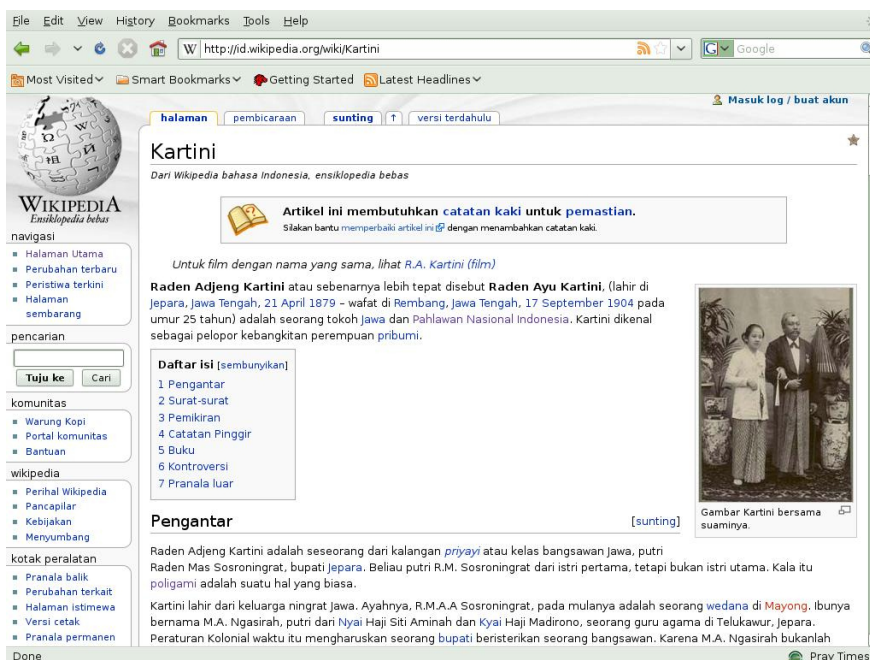 File Edit View History Bookmarks Tools Help
W http://id.wikipedia.org/wiki/Kartini
G Google
Most Visited Smart Bookmarks Getting Started Latest Headlines
Masuk log / buat akun
halaman pembicaraan sunting ↑ versi terdahulu
WIKIPEDIA
Ensiklopedia bebas
navigasi
Halaman Utama
Perubahan terbaru
Peristiwa terkini
Halaman
sembarang
pencarian
Tuju ke Cari
komunitas
Warung Kopi
Portal komunitas
Bantuan
wikipedia
Perihal Wikipedia
Pancapilar
Kebijakan
Menyumbang
kotak peralatan
Pranala balik
Perubahan terkait
Halaman istimewa
Versi cetak
Pranala permanen
Kartini
Dari Wikipedia bahasa Indonesia, ensiklopedia bebas
Artikel ini membutuhkan catatan kaki untuk pemastian.
Silakan bantu memperbaiki artikel ini dengan menambahkan catatan kaki.
Untuk film dengan nama yang sama, lihat R.A. Kartini (film)
Raden Adjeng Kartini atau sebenarnya lebih tepat disebut Raden Ayu Kartini, (lahir di
Jepara, Jawa Tengah, 21 April 1879 – wafat di Rembang, Jawa Tengah, 17 September 1904 pada
umur 25 tahun) adalah seorang tokoh Jawa dan Pahlawan Nasional Indonesia. Kartini dikenal
sebagai pelopor kebangkitan perempuan pribumi.
Daftar isi [sembunyikan]
1 Pengantar
2 Surat-surat
3 Pemikiran
4 Catatan Pinggir
5 Buku
6 Kontroversi
7 Pranala luar
Gambar Kartini bersama
suaminya.
Pengantar [sunting]
Raden Adjeng Kartini adalah seseorang dari kalangan priyayi atau kelas bangsawan Jawa, putri
Raden Mas Sosroningrat, bupati Jepara. Beliau putri R.M. Sosroningrat dari istri pertama, tetapi bukan istri utama. Kala itu
poligami adalah suatu hal yang biasa.
Kartini lahir dari keluarga ningrat Jawa. Ayahnya, R.M.A.A Sosroningrat, pada mulanya adalah seorang wedana di Mayong. Ibunya
bernama M.A. Ngasirah, putri dari Nyai Haji Siti Aminah dan Kyai Haji Madirono, seorang guru agama di Telukawur, Jepara.
Peraturan Kolonial waktu itu mengharuskan seorang bupati beristerikan seorang bangsawan. Karena M.A. Ngasirah bukanlah
Done
Pray Times